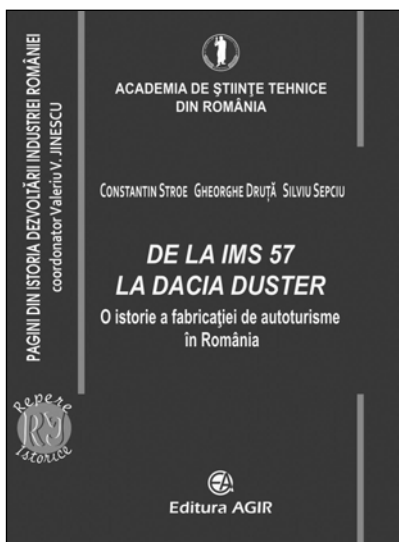 PAGINI DIN ISTORIA DEZVOLTĂRII INDUSTRIEI ROMÂNIEI
coordonator Valeriu V. JINESCU
ACADEMIA DE ŞTIINŢE TEHNICE
DIN ROMÂNIA
CONSTANTIN STROE GHEORGHE DRUŢĂ SILVIU SEPCIU
DE LA IMS 57
LA DACIA DUSTER
O istorie a fabricaţiei de autoturisme
în România
Repere
RI
Istorice
Editura AGIR